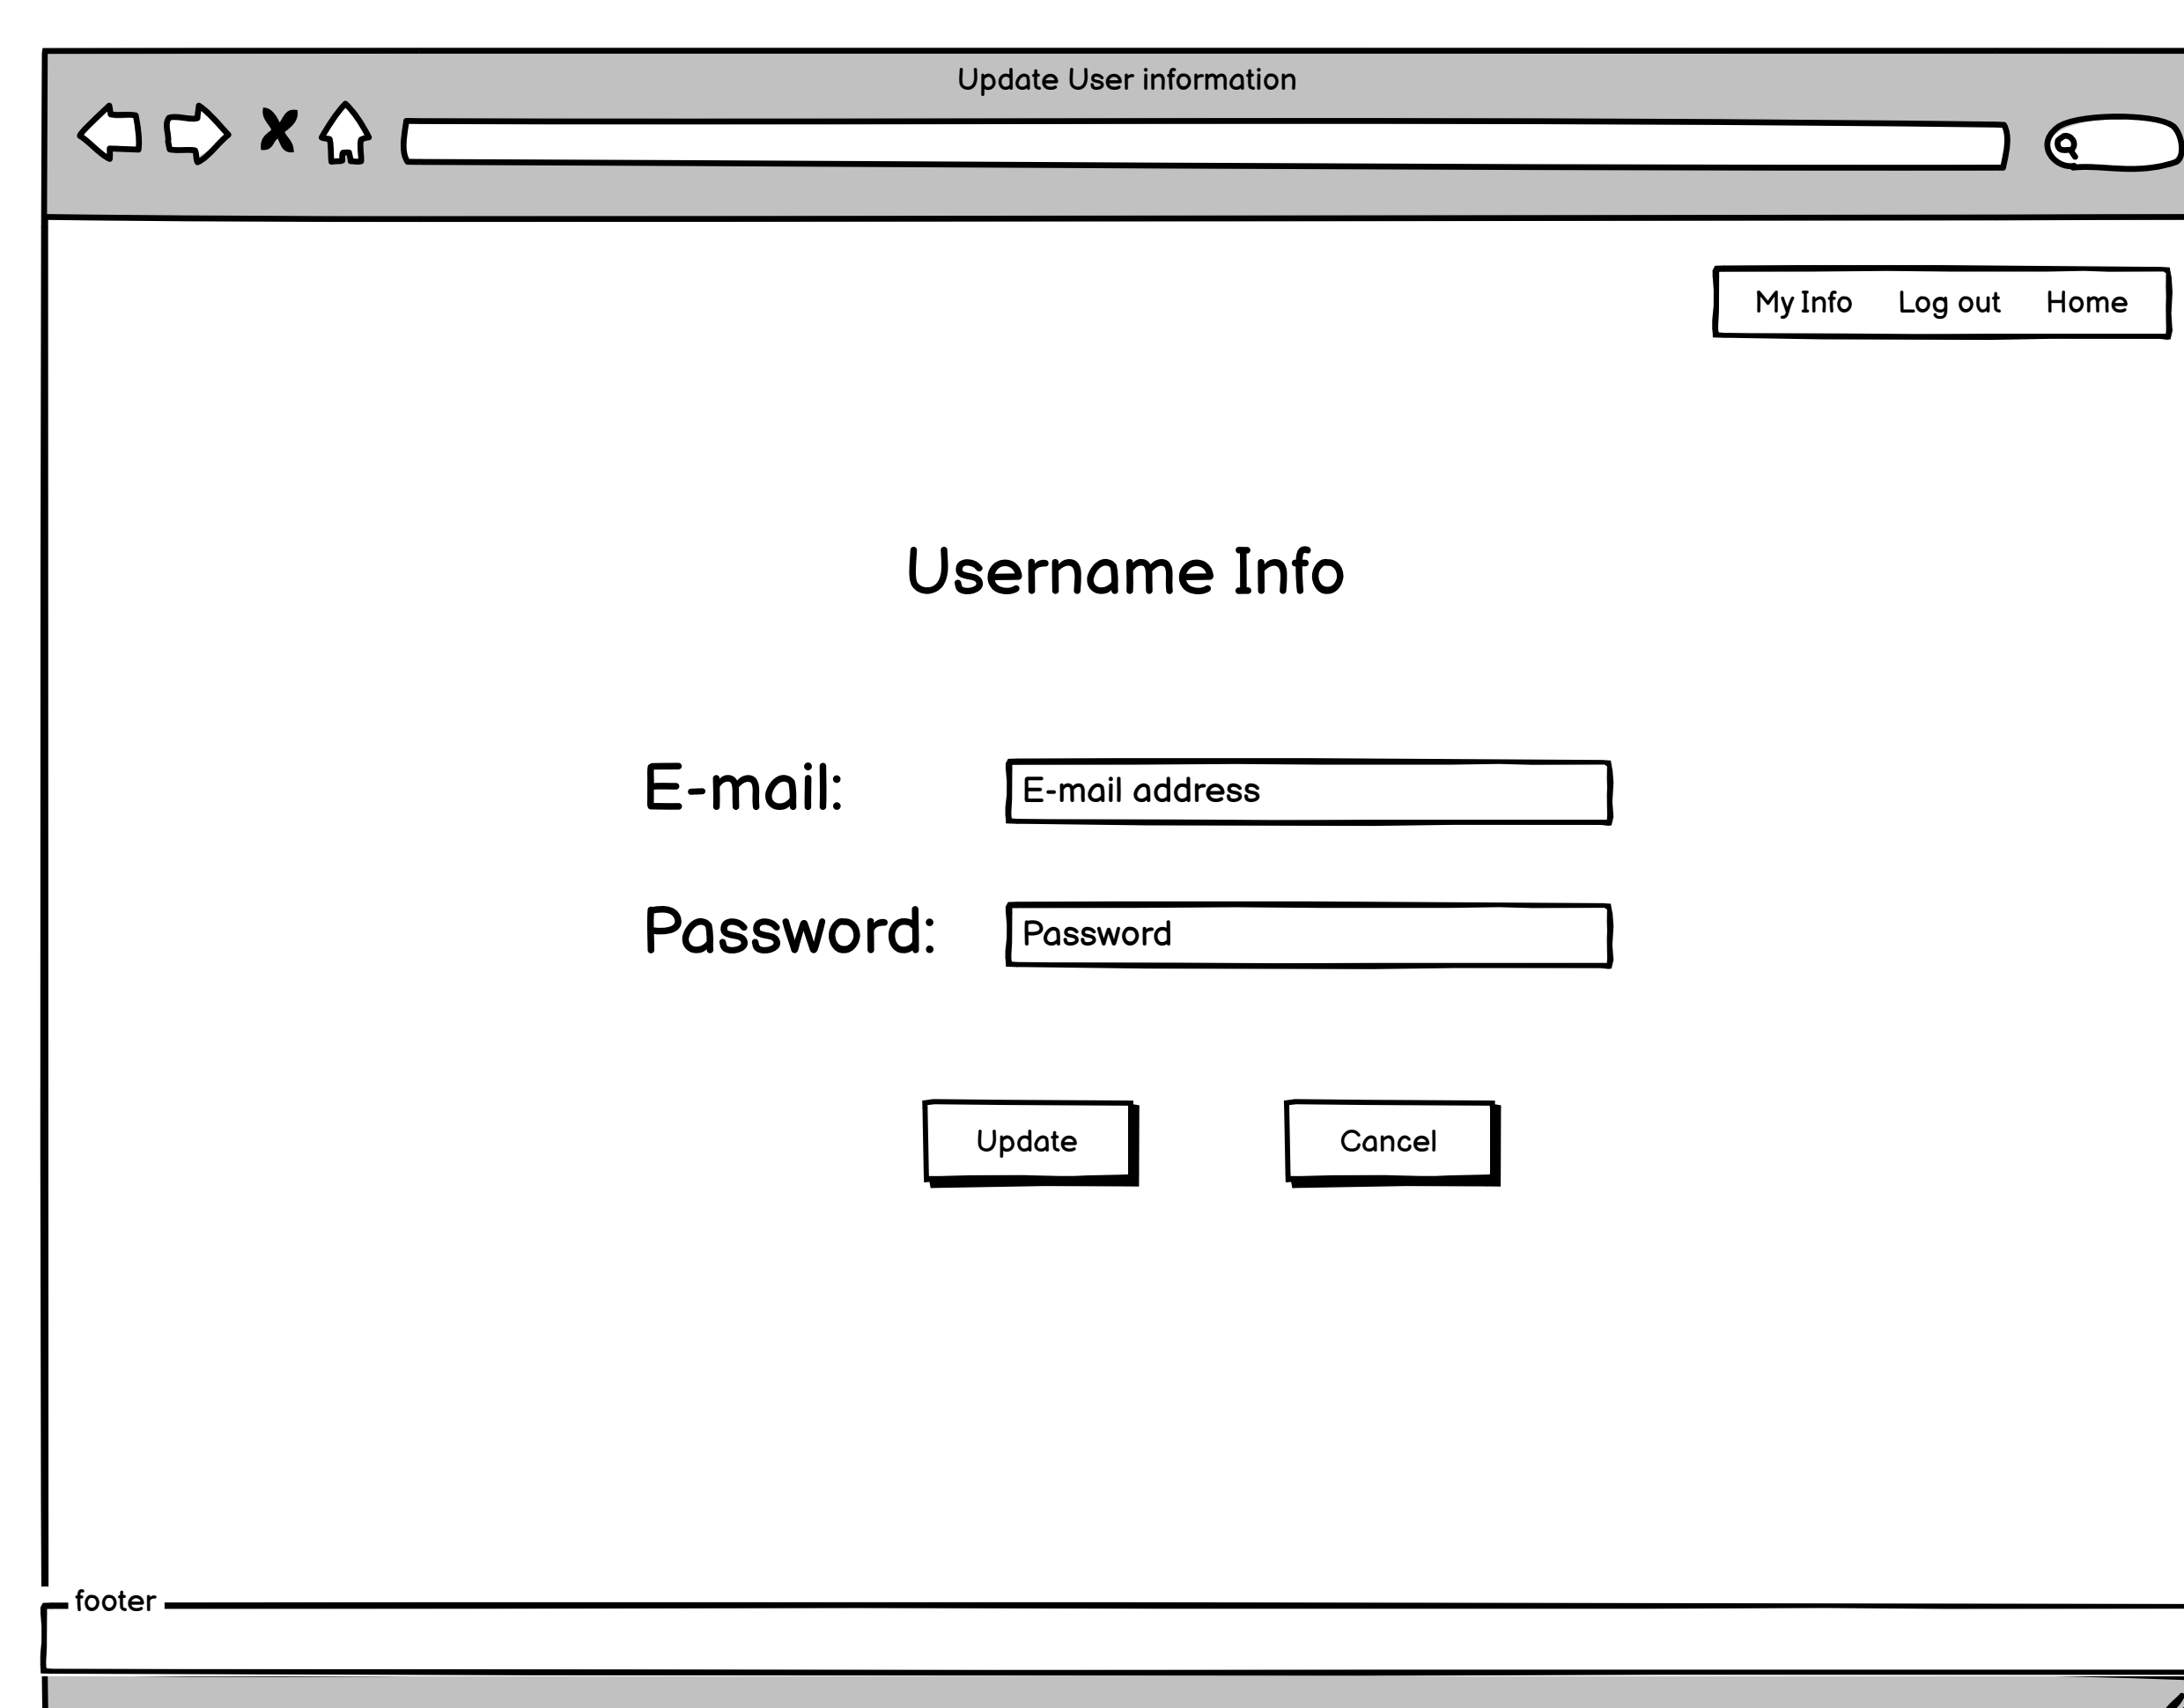 Update User information
My Info Log out Home
Username Info
E-mail: E-mail address
Password: Password
Update Cancel
footer